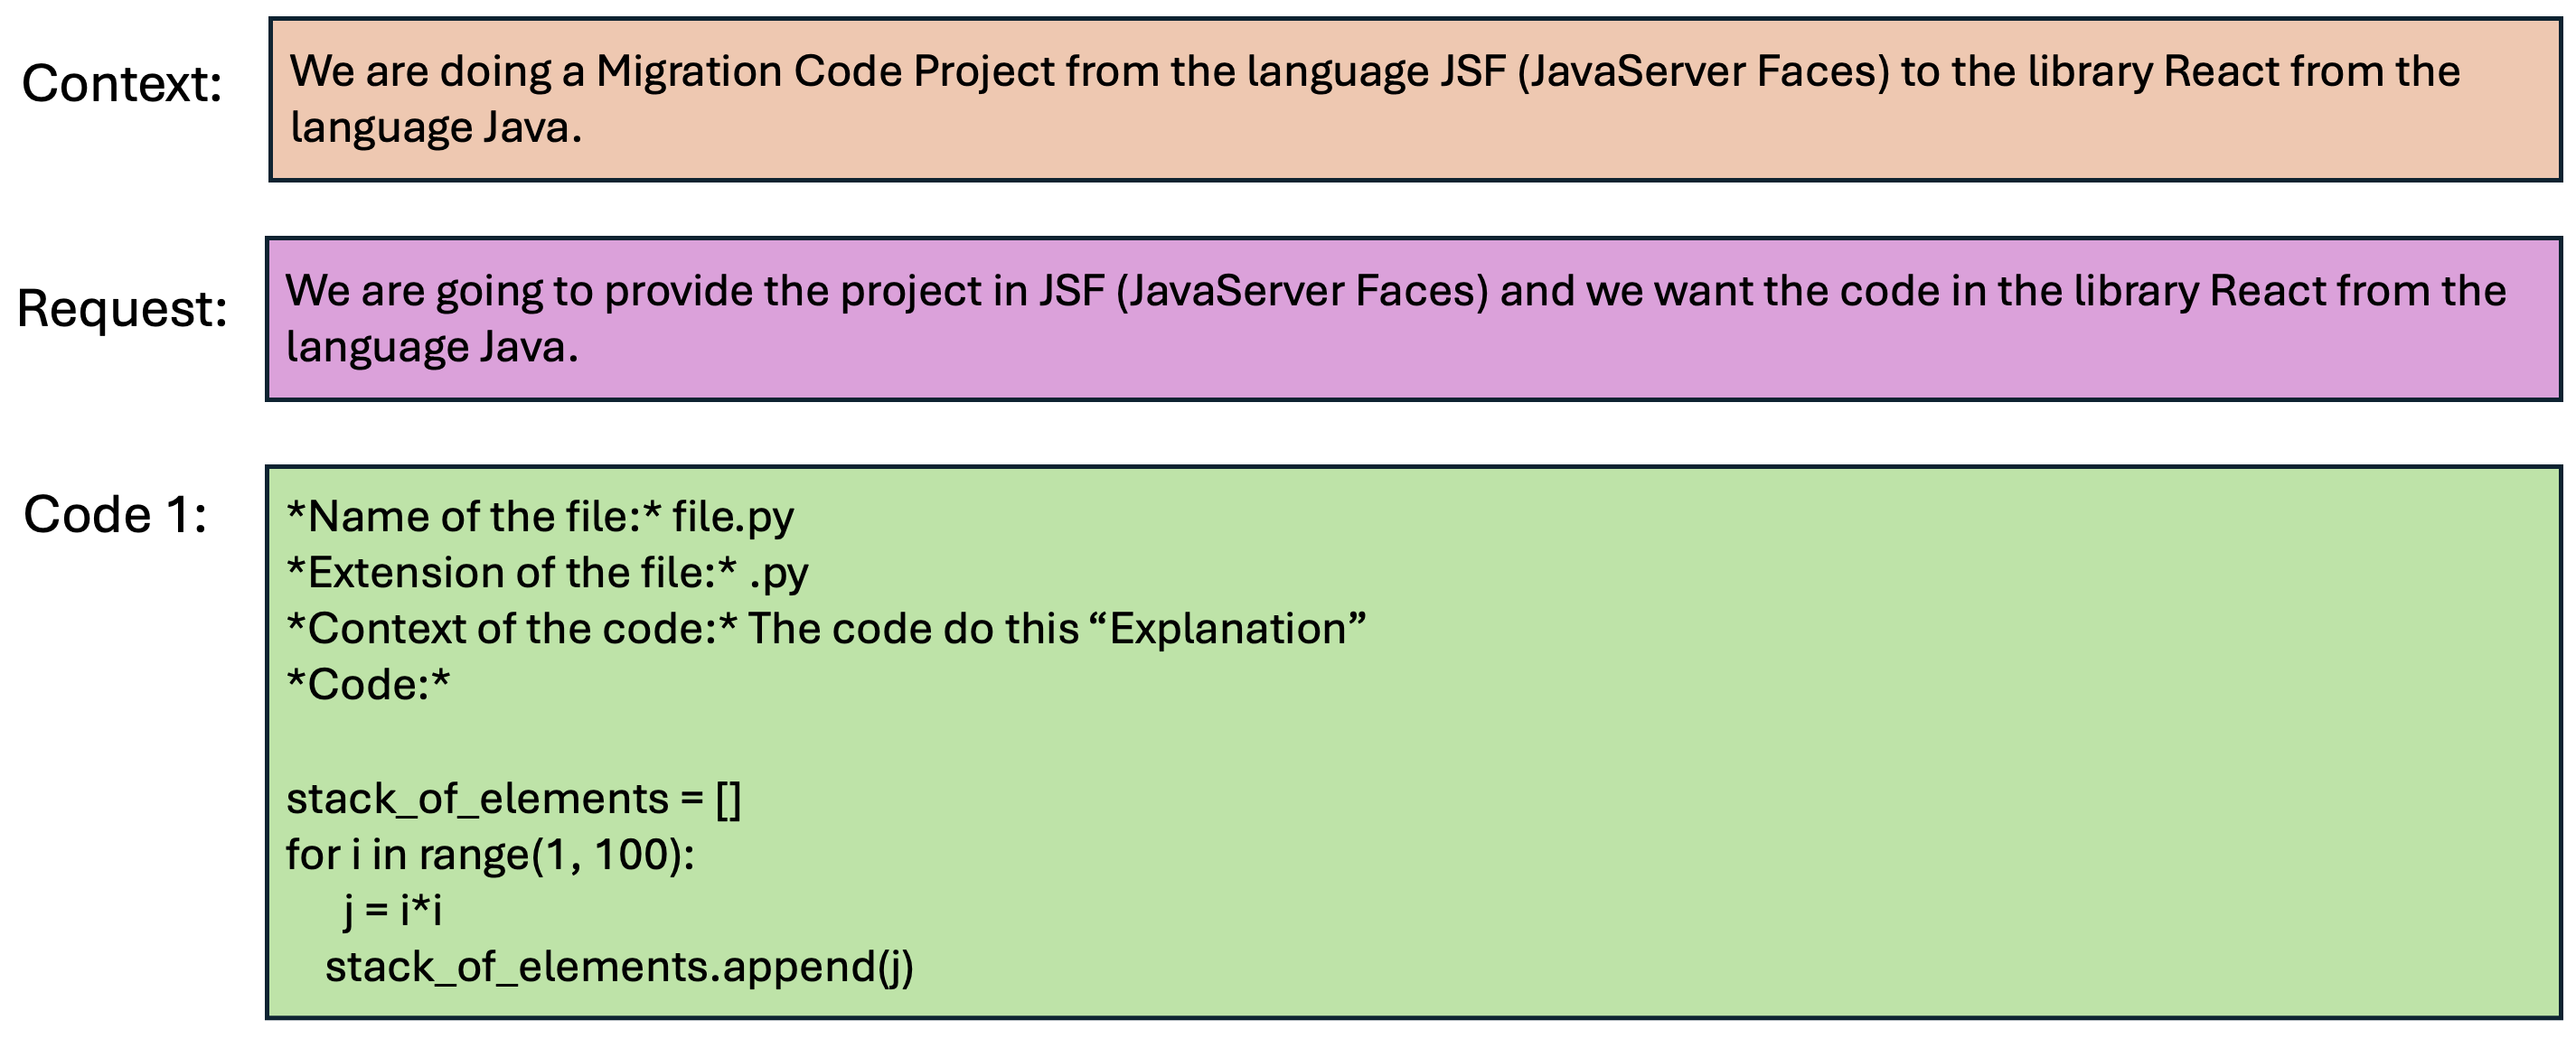 Context:
We are doing a Migration Code Project from the language JSF (JavaServer Faces) to the library React from the
language Java.
Request:
We are going to provide the project in JSF (JavaServer Faces) and we want the code in the library React from the
language Java.
Code 1:
*Name of the file:* file.py
*Extension of the file:* .py
*Context of the code:* The code do this “Explanation”
*Code:*
stack_of_elements = []
for i in range(1, 100):
j = i*i
stack_of_elements.append(j)